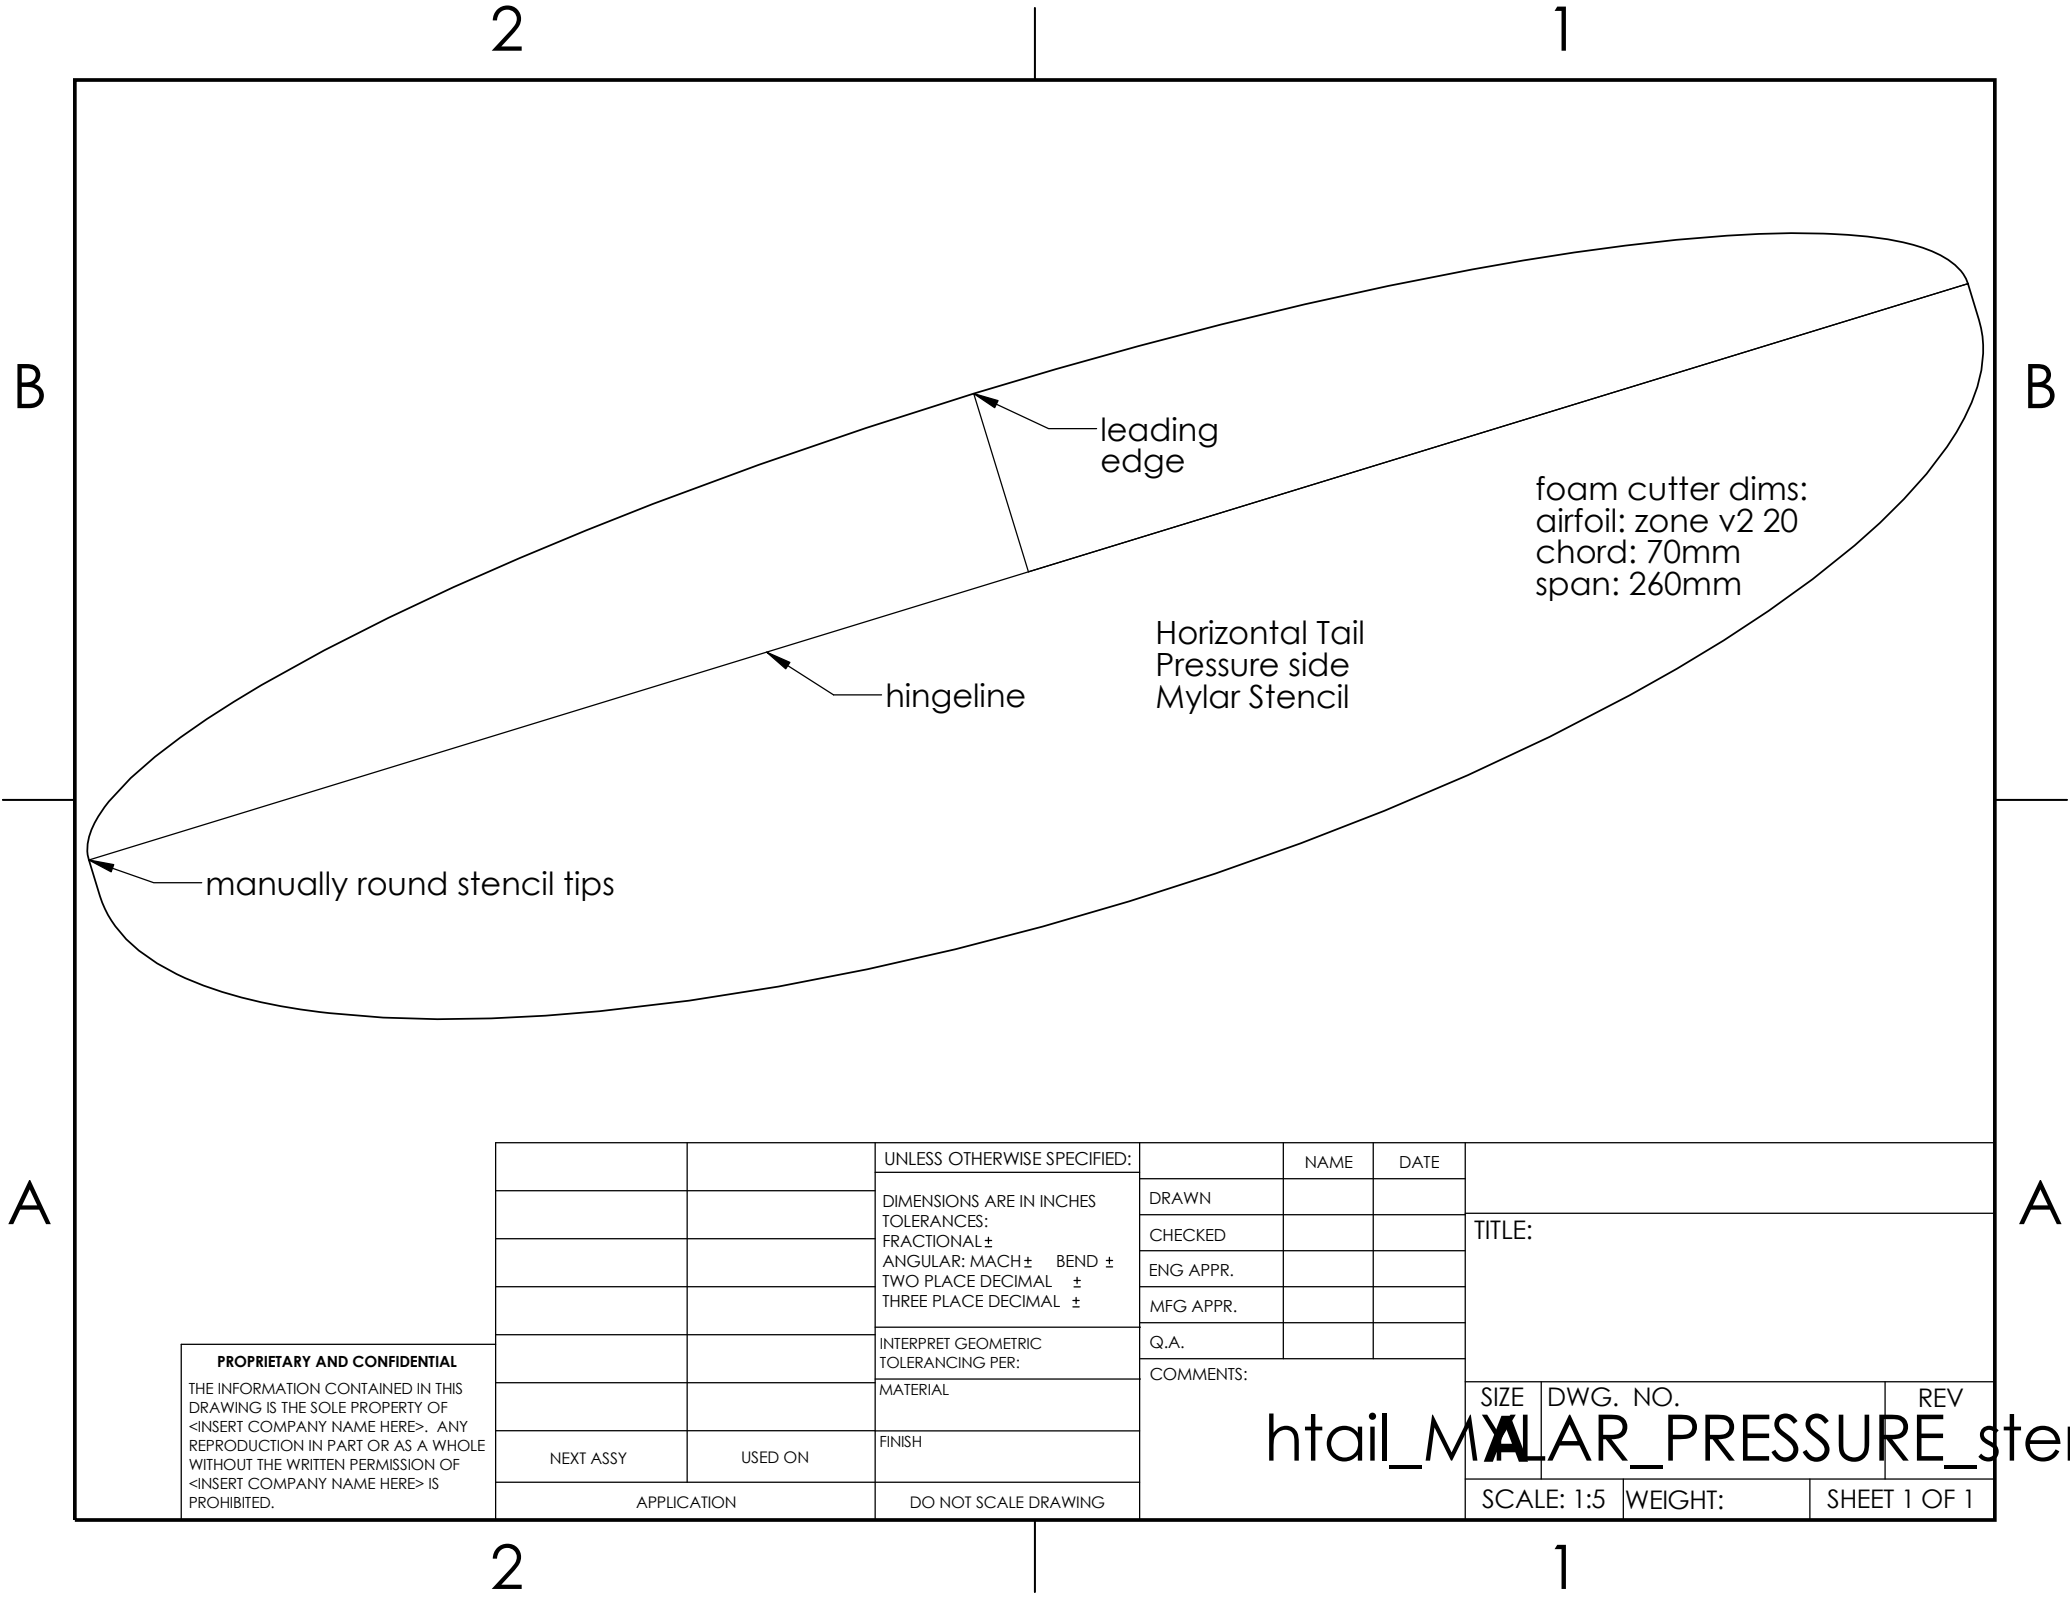 2
1
B
B
leading
edge
foam cutter dims:
airfoil: zone v2 20
chord: 70mm
span: 260mm
Horizontal Tail
Pressure side
Mylar Stencil
hingeline
manually round stencil tips
A
A
UNLESS OTHERWISE SPECIFIED:
DIMENSIONS ARE IN INCHES
TOLERANCES:
FRACTIONAL ±
ANGULAR: MACH ± BEND ±
TWO PLACE DECIMAL ±
THREE PLACE DECIMAL ±
INTERPRET GEOMETRIC
TOLERANCING PER:
MATERIAL
FINISH
DO NOT SCALE DRAWING
NAME
DATE
DRAWN
CHECKED
ENG APPR.
MFG APPR.
Q.A.
COMMENTS:
TITLE:
SIZE
A
DWG. NO.
htail_MYLAR_PRESSURE_ste
REV
SCALE: 1:5
WEIGHT:
SHEET 1 OF 1
PROPRIETARY AND CONFIDENTIAL
THE INFORMATION CONTAINED IN THIS
DRAWING IS THE SOLE PROPERTY OF
<INSERT COMPANY NAME HERE>. ANY
REPRODUCTION IN PART OR AS A WHOLE
WITHOUT THE WRITTEN PERMISSION OF
<INSERT COMPANY NAME HERE> IS
PROHIBITED.
NEXT ASSY
USED ON
APPLICATION
2
1